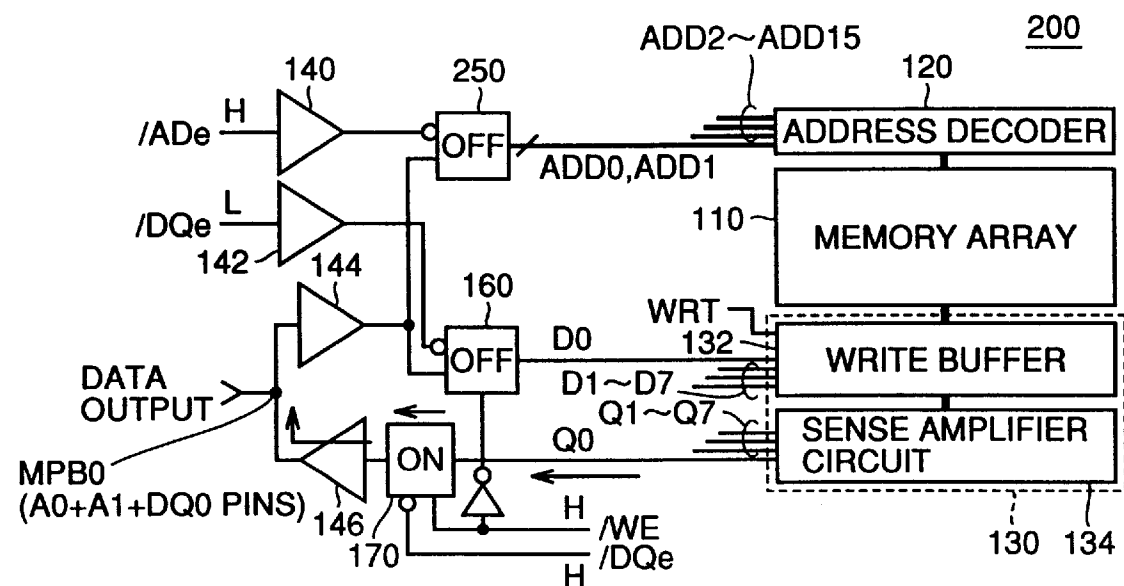 200
ADD2~ADD15
120
140
250
H
/ADe
OFF
ADDRESS DECODER
ADD0,ADD1
L
/DQe
110
MEMORY ARRAY
142
144
160
WRT
132
OFF
D0
WRITE BUFFER
D1~D7
DATA
OUTPUT
Q1~Q7
SENSE AMPLIFIER
CIRCUIT
ON
Q0
MPB0
(A0+A1+DQ0 PINS)
146
170
H
/WE
/DQe
H
130
134